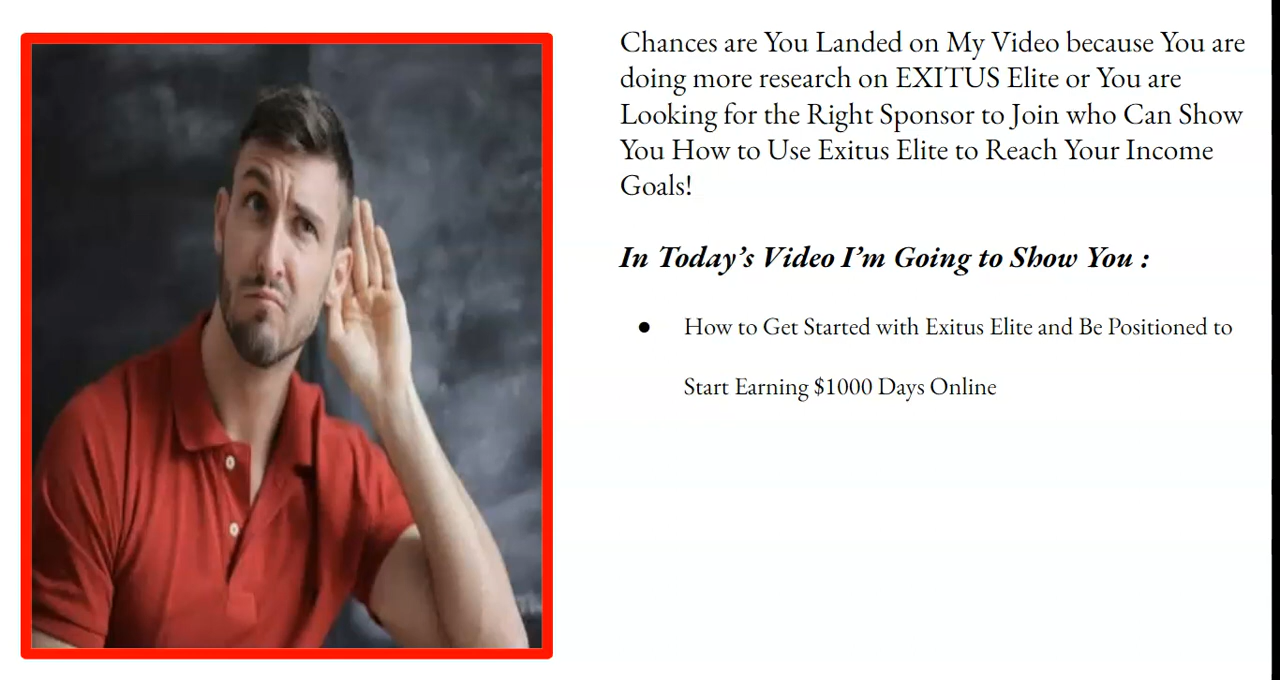 Chances are You Landed on My Video because You are
doing more research on EXITUS Elite or You are
Looking for the Right Sponsor to Join who Can Show
You How to Use Exitus Elite to Reach Your Income
Goals!
In Today’s Video I’m Going to Show You :
● How to Get Started with Exitus Elite and Be Positioned to
Start Earning $1000 Days Online